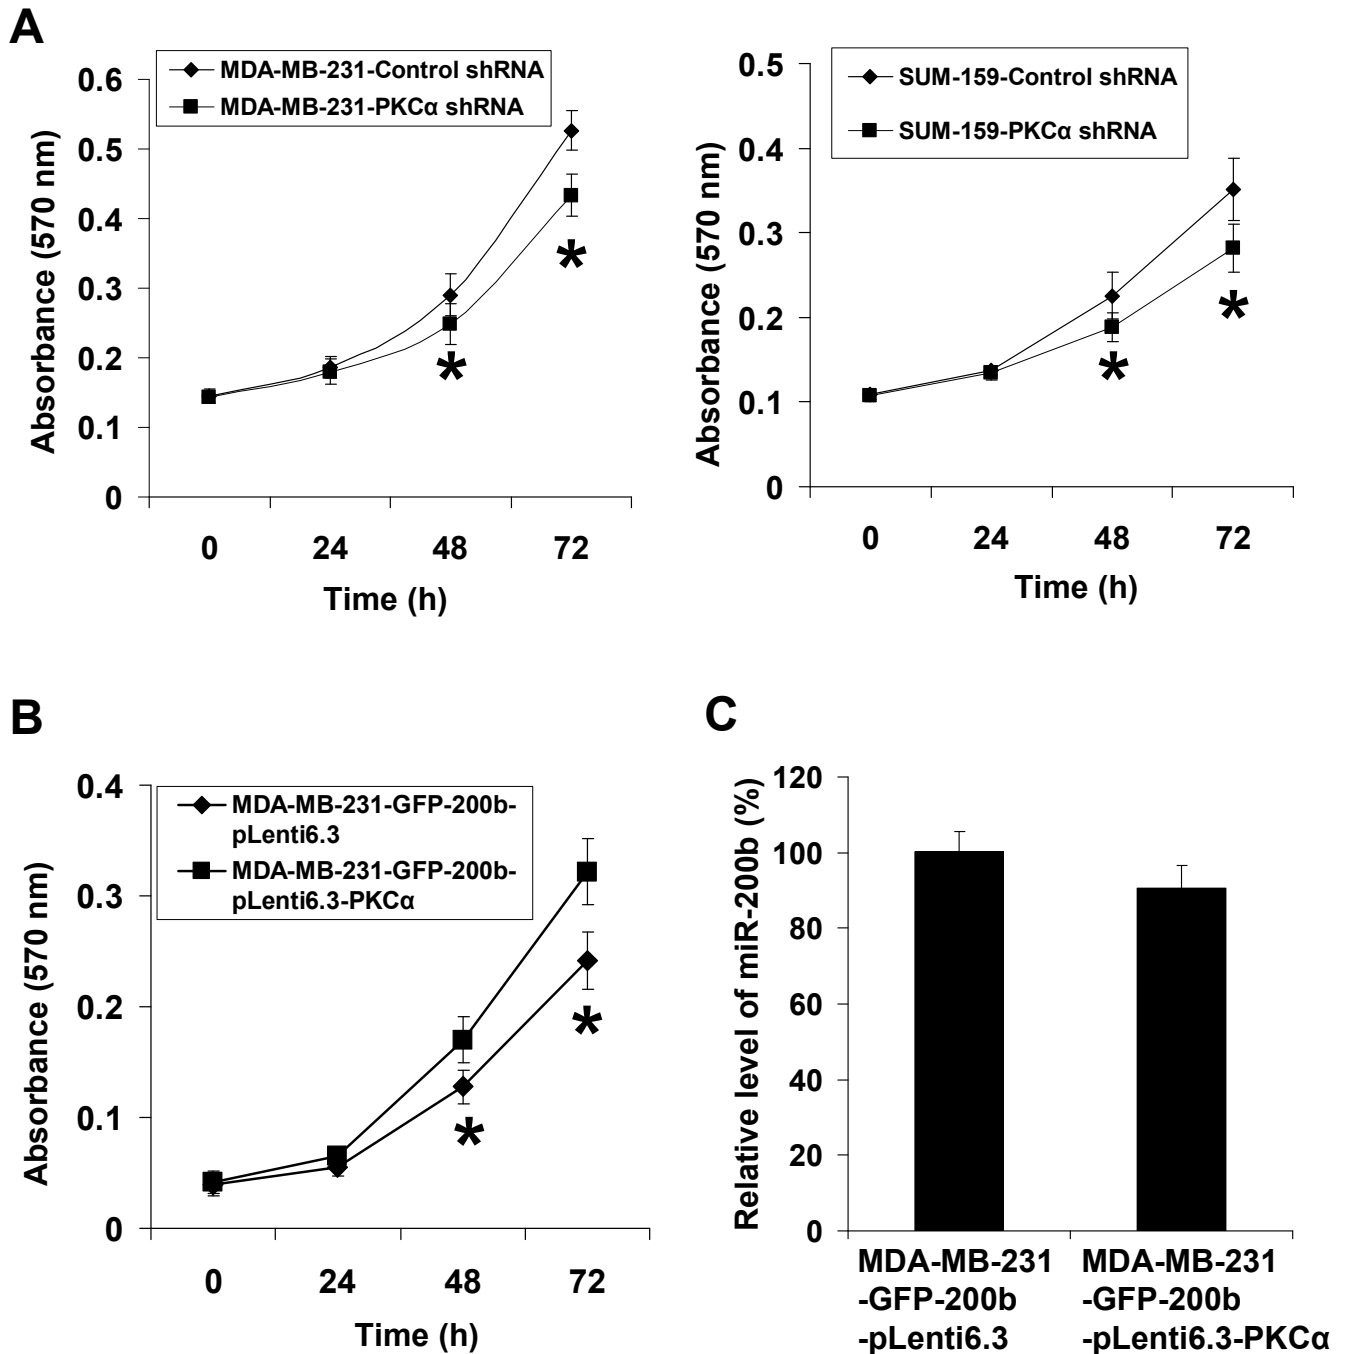 A
MDA-MB-231-Control shRNA
MDA-MB-231-PKCα shRNA
Absorbance (570 nm)
0.6
0.5
0.4
0.3
0.2
0.1
0
*
*
0 24 48 72
Time (h)
SUM-159-Control shRNA
SUM-159-PKCα shRNA
Absorbance (570 nm)
0.5
0.4
0.3
0.2
0.1
0
*
*
0 24 48 72
Time (h)
B
MDA-MB-231-GFP-200b-
pLenti6.3
MDA-MB-231-GFP-200b-
pLenti6.3-PKCα
Absorbance (570 nm)
0.4
0.3
0.2
0.1
0
*
*
0 24 48 72
Time (h)
C
Relative level of miR-200b (%)
120
100
80
60
40
20
0
MDA-MB-231
-GFP-200b
-pLenti6.3
MDA-MB-231
-GFP-200b
-pLenti6.3-PKCα